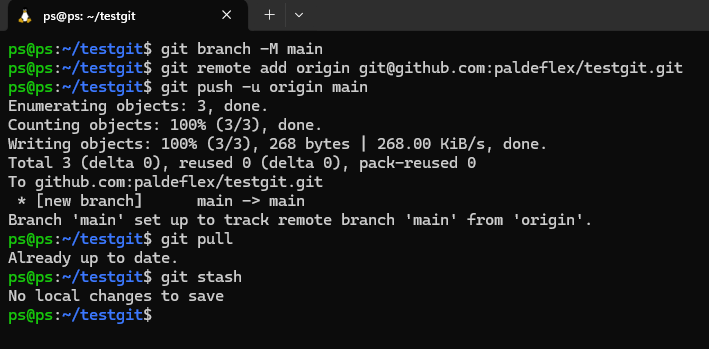 ps@ps: ~/testgit
ps@ps:~/testgit$ git branch -M main
ps@ps:~/testgit$ git remote add origin git@github.com:paldeflex/testgit.git
ps@ps:~/testgit$ git push -u origin main
Enumerating objects: 3, done.
Counting objects: 100% (3/3), done.
Writing objects: 100% (3/3), 268 bytes | 268.00 KiB/s, done.
Total 3 (delta 0), reused 0 (delta 0), pack-reused 0
To github.com:paldeflex/testgit.git
 * [new branch]      main -> main
Branch 'main' set up to track remote branch 'main' from 'origin'.
ps@ps:~/testgit$ git pull
Already up to date.
ps@ps:~/testgit$ git stash
No local changes to save
ps@ps:~/testgit$